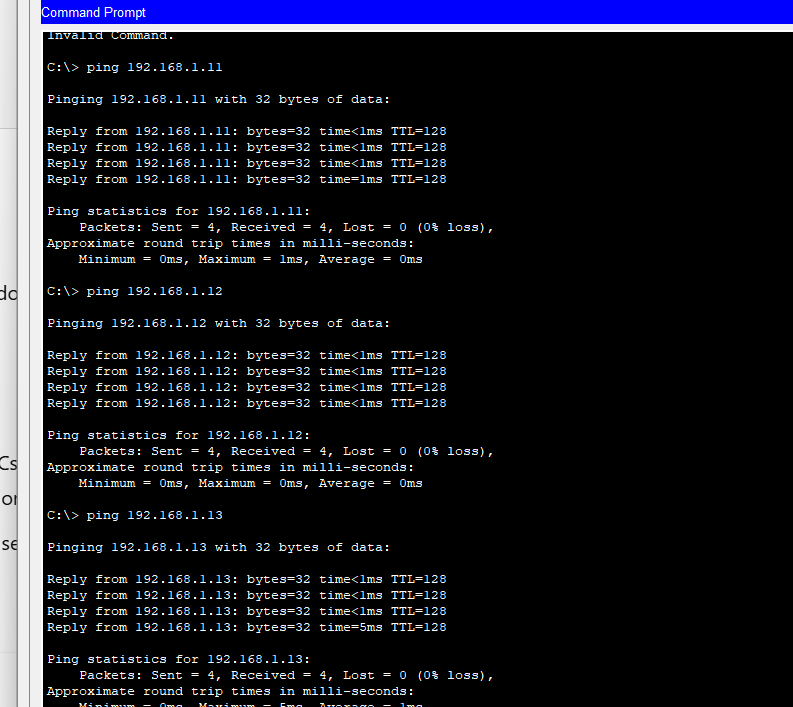 Command Prompt
Invalid Command.
C:\> ping 192.168.1.11
Pinging 192.168.1.11 with 32 bytes of data:
Reply from 192.168.1.11: bytes=32 time<1ms TTL=128
Reply from 192.168.1.11: bytes=32 time<1ms TTL=128
Reply from 192.168.1.11: bytes=32 time<1ms TTL=128
Reply from 192.168.1.11: bytes=32 time=1ms TTL=128
Ping statistics for 192.168.1.11:
Packets: Sent = 4, Received = 4, Lost = 0 (0% loss),
Approximate round trip times in milli-seconds:
Minimum = 0ms, Maximum = 1ms, Average = 0ms
C:\> ping 192.168.1.12
Pinging 192.168.1.12 with 32 bytes of data:
Reply from 192.168.1.12: bytes=32 time<1ms TTL=128
Reply from 192.168.1.12: bytes=32 time<1ms TTL=128
Reply from 192.168.1.12: bytes=32 time<1ms TTL=128
Reply from 192.168.1.12: bytes=32 time<1ms TTL=128
Ping statistics for 192.168.1.12:
Packets: Sent = 4, Received = 4, Lost = 0 (0% loss),
Approximate round trip times in milli-seconds:
Minimum = 0ms, Maximum = 0ms, Average = 0ms
C:\> ping 192.168.1.13
Pinging 192.168.1.13 with 32 bytes of data:
Reply from 192.168.1.13: bytes=32 time<1ms TTL=128
Reply from 192.168.1.13: bytes=32 time<1ms TTL=128
Reply from 192.168.1.13: bytes=32 time<1ms TTL=128
Reply from 192.168.1.13: bytes=32 time=5ms TTL=128
Ping statistics for 192.168.1.13:
Packets: Sent = 4, Received = 4, Lost = 0 (0% loss),
Approximate round trip times in milli-seconds:
Minimum = 0ms, Maximum = 5ms, Average = 1ms